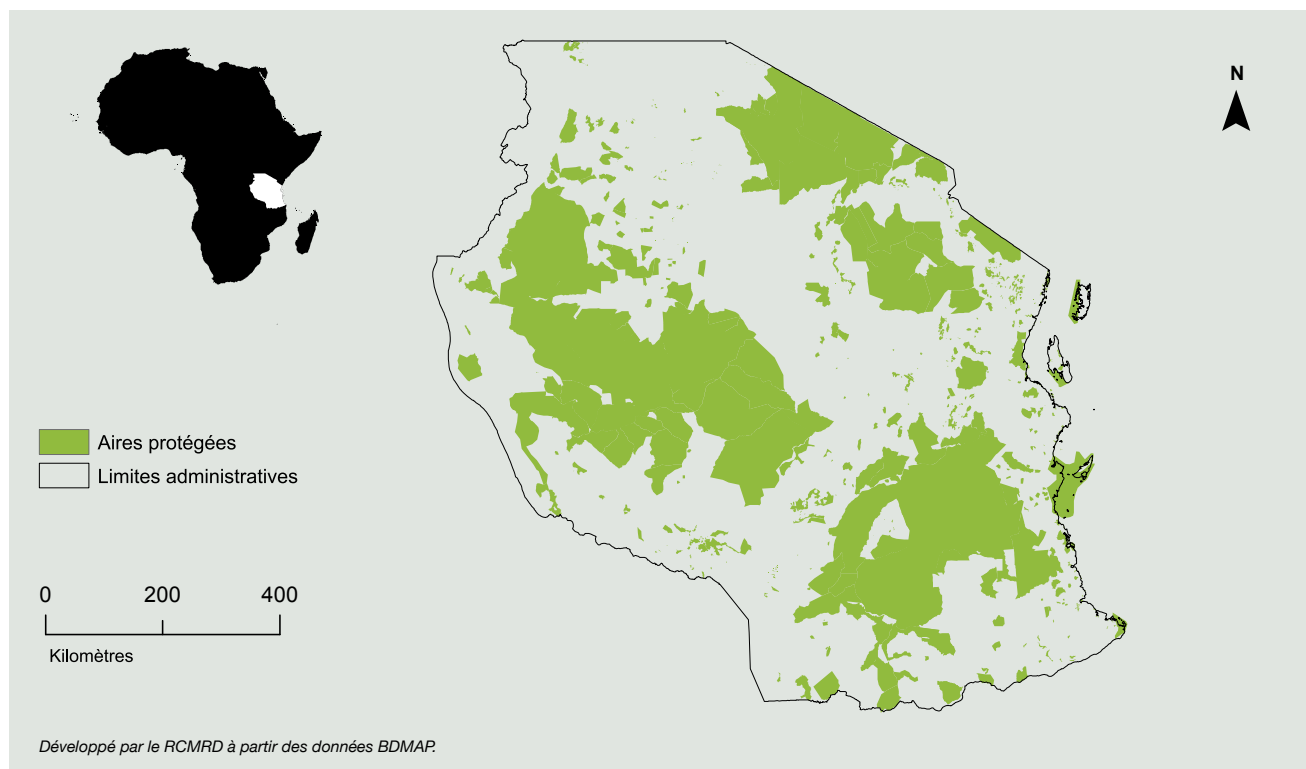 N
Aires protégées
Limites administratives
0 200 400
Kilomètres
Développé par le RCMRD à partir des données BDMAP.